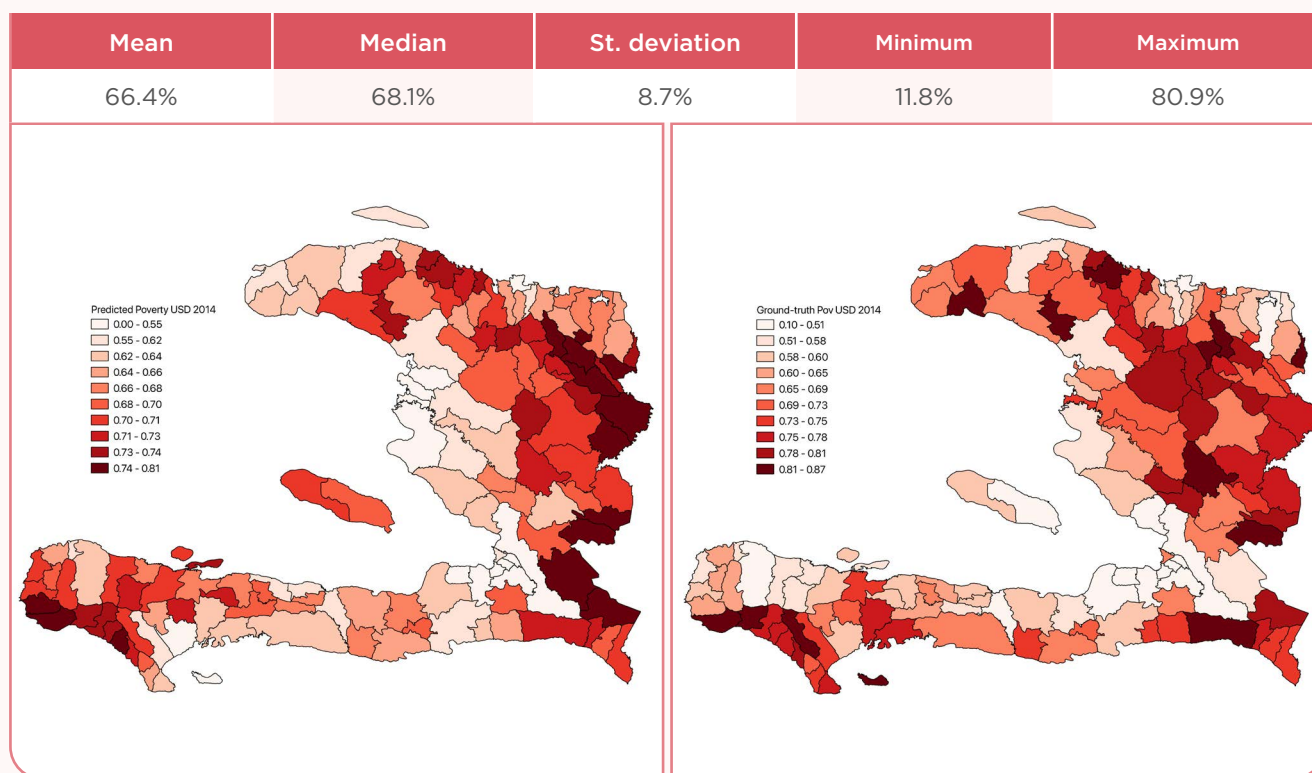 Mean Median St. deviation Minimum Maximum
66.4% 68.1% 8.7% 11.8% 80.9%
Predicted Poverty USD 2014
0.00 - 0.55
0.55 - 0.62
0.62 - 0.64
0.64 - 0.66
0.66 - 0.68
0.68 - 0.70
0.70 - 0.71
0.71 - 0.73
0.73 - 0.74
0.74 - 0.81
Ground-truth Pov USD 2014
0.10 - 0.51
0.51 - 0.58
0.58 - 0.60
0.60 - 0.65
0.65 - 0.69
0.69 - 0.73
0.73 - 0.75
0.75 - 0.78
0.78 - 0.81
0.81 - 0.87